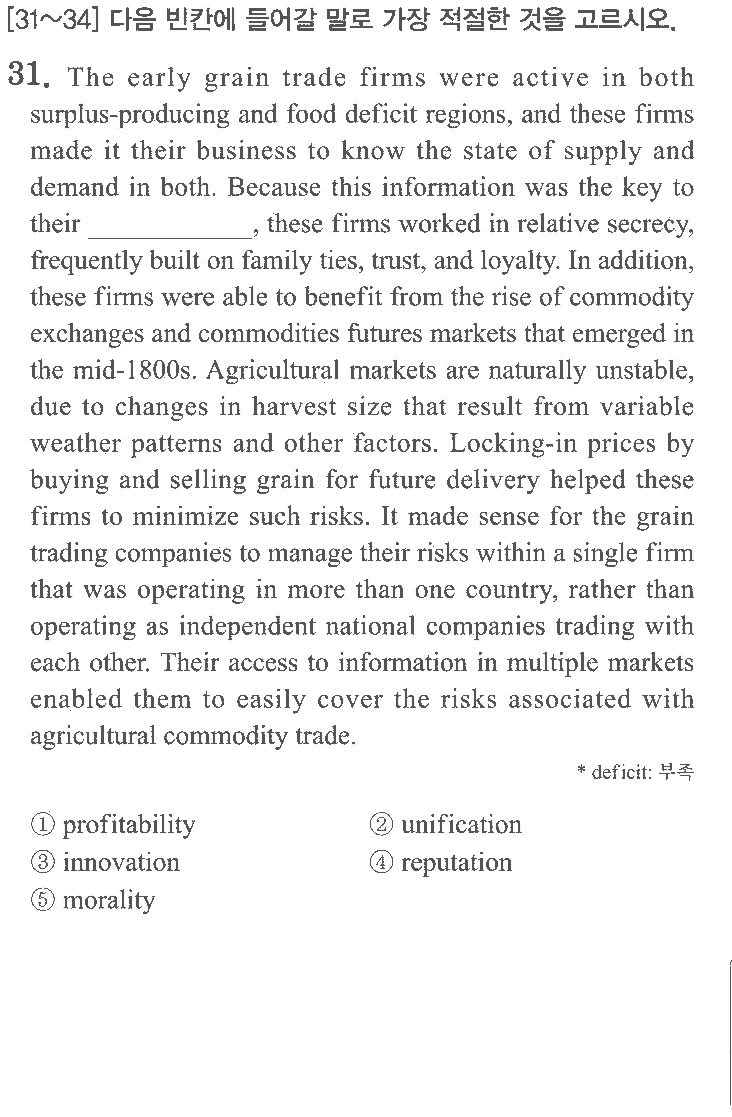 [31~34] 다음 빈칸에 들어갈 말로 가장 적절한 것을 고르시오.
31. The early grain trade firms were active in both
surplus-producing and food deficit regions, and these firms
made it their business to know the state of supply and
demand in both. Because this information was the key to
their ____________, these firms worked in relative secrecy,
frequently built on family ties, trust, and loyalty. In addition,
these firms were able to benefit from the rise of commodity
exchanges and commodities futures markets that emerged in
the mid-1800s. Agricultural markets are naturally unstable,
due to changes in harvest size that result from variable
weather patterns and other factors. Locking-in prices by
buying and selling grain for future delivery helped these
firms to minimize such risks. It made sense for the grain
trading companies to manage their risks within a single firm
that was operating in more than one country, rather than
operating as independent national companies trading with
each other. Their access to information in multiple markets
enabled them to easily cover the risks associated with
agricultural commodity trade.
* deficit: 부족
① profitability ② unification
③ innovation ④ reputation
⑤ morality